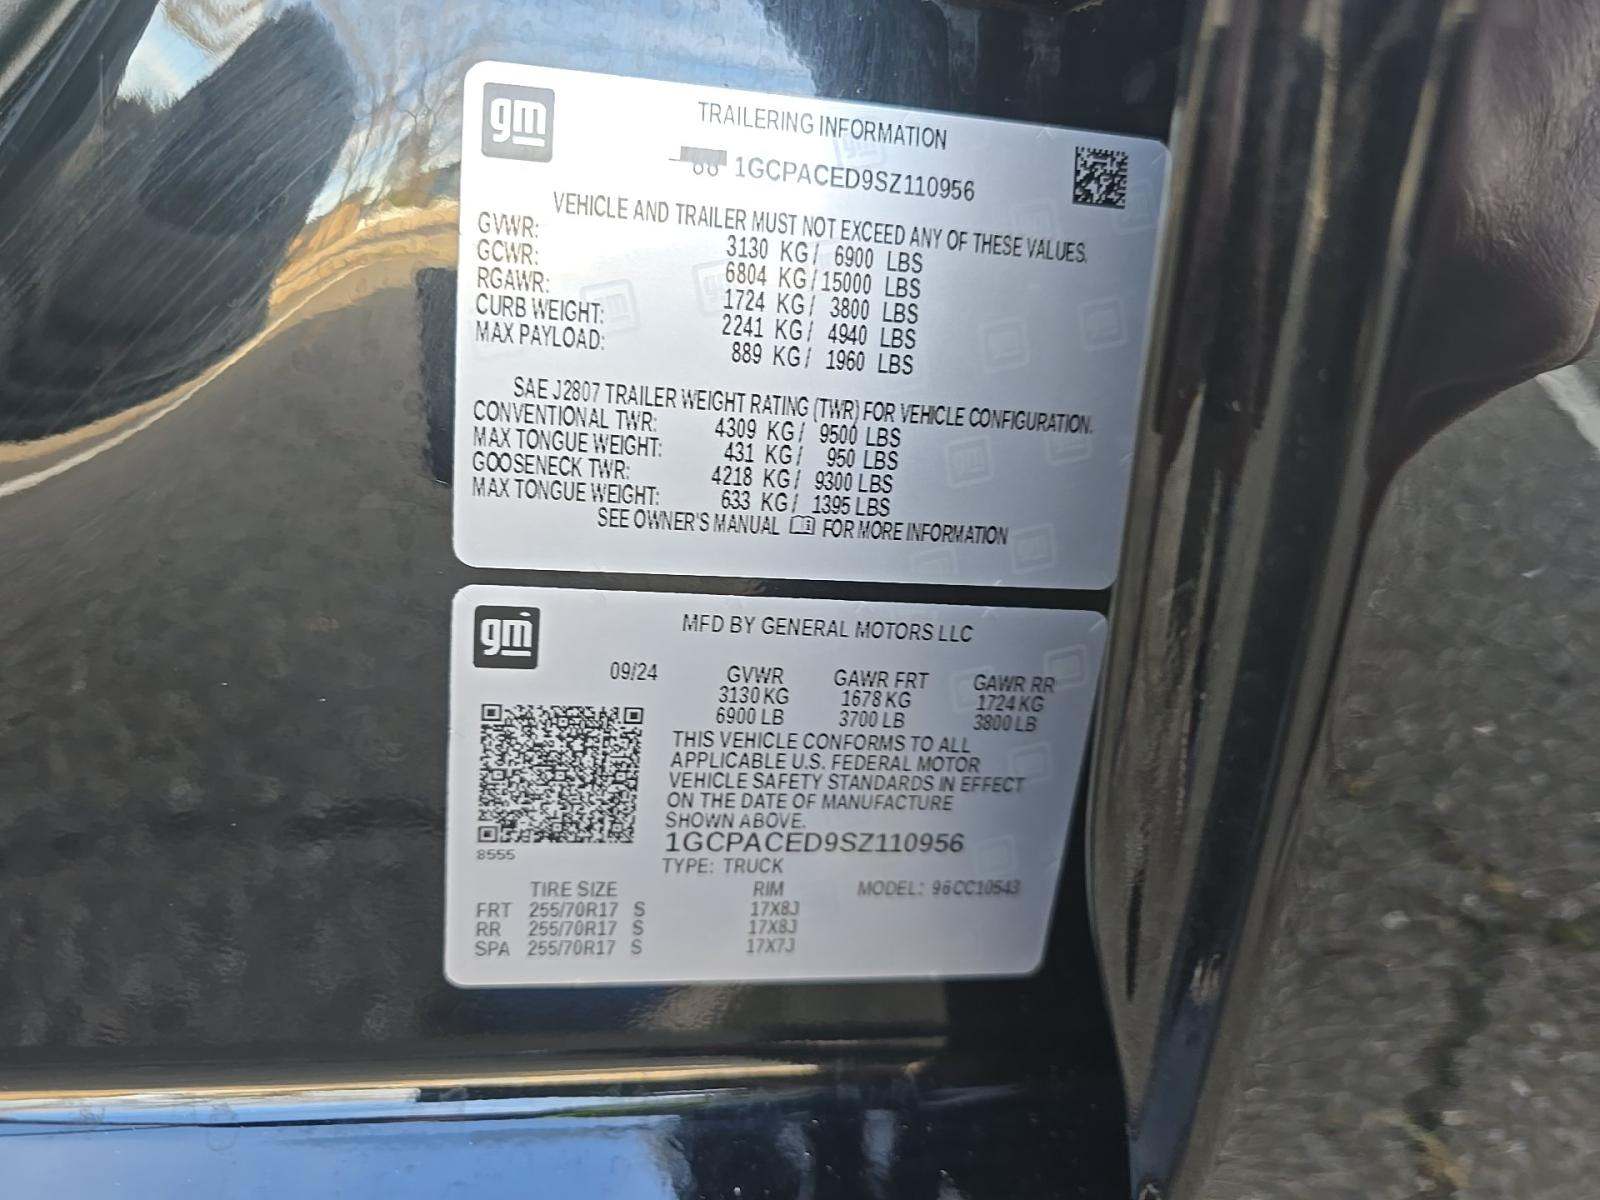 gm
TRAILERING INFORMATION
1GCPACED9SZ110956
VEHICLE AND TRAILER MUST NOT EXCEED ANY OF THESE VALUES.
GVWR: 3130 KG/ 6900 LBS
GCWR: 6804 KG/15000 LBS
RGAWR: 1724 KG/ 3800 LBS
CURB WEIGHT: 2241 KG/ 4940 LBS
MAX PAYLOAD: 889 KG/ 1960 LBS
SAE J2807 TRAILER WEIGHT RATING (TWR) FOR VEHICLE CONFIGURATION.
CONVENTIONAL TWR: 4309 KG/ 9500 LBS
MAX TONGUE WEIGHT: 431 KG/ 950 LBS
GOOSENECK TWR: 4218 KG/ 9300 LBS
MAX TONGUE WEIGHT: 633 KG/ 1395 LBS
SEE OWNER'S MANUAL FOR MORE INFORMATION
gm
MFD BY GENERAL MOTORS LLC
09/24 GVWR GAWR FRT GAWR RR
3130 KG 1678 KG 1724 KG
6900 LB 3700 LB 3800 LB
THIS VEHICLE CONFORMS TO ALL
APPLICABLE U.S. FEDERAL MOTOR
VEHICLE SAFETY STANDARDS IN EFFECT
ON THE DATE OF MANUFACTURE
SHOWN ABOVE.
1GCPACED9SZ110956
8555
TYPE: TRUCK
TIRE SIZE RIM MODEL: 96CC10543
FRT 255/70R17 S 17X8J
RR 255/70R17 S 17X8J
SPA 255/70R17 S 17X7J